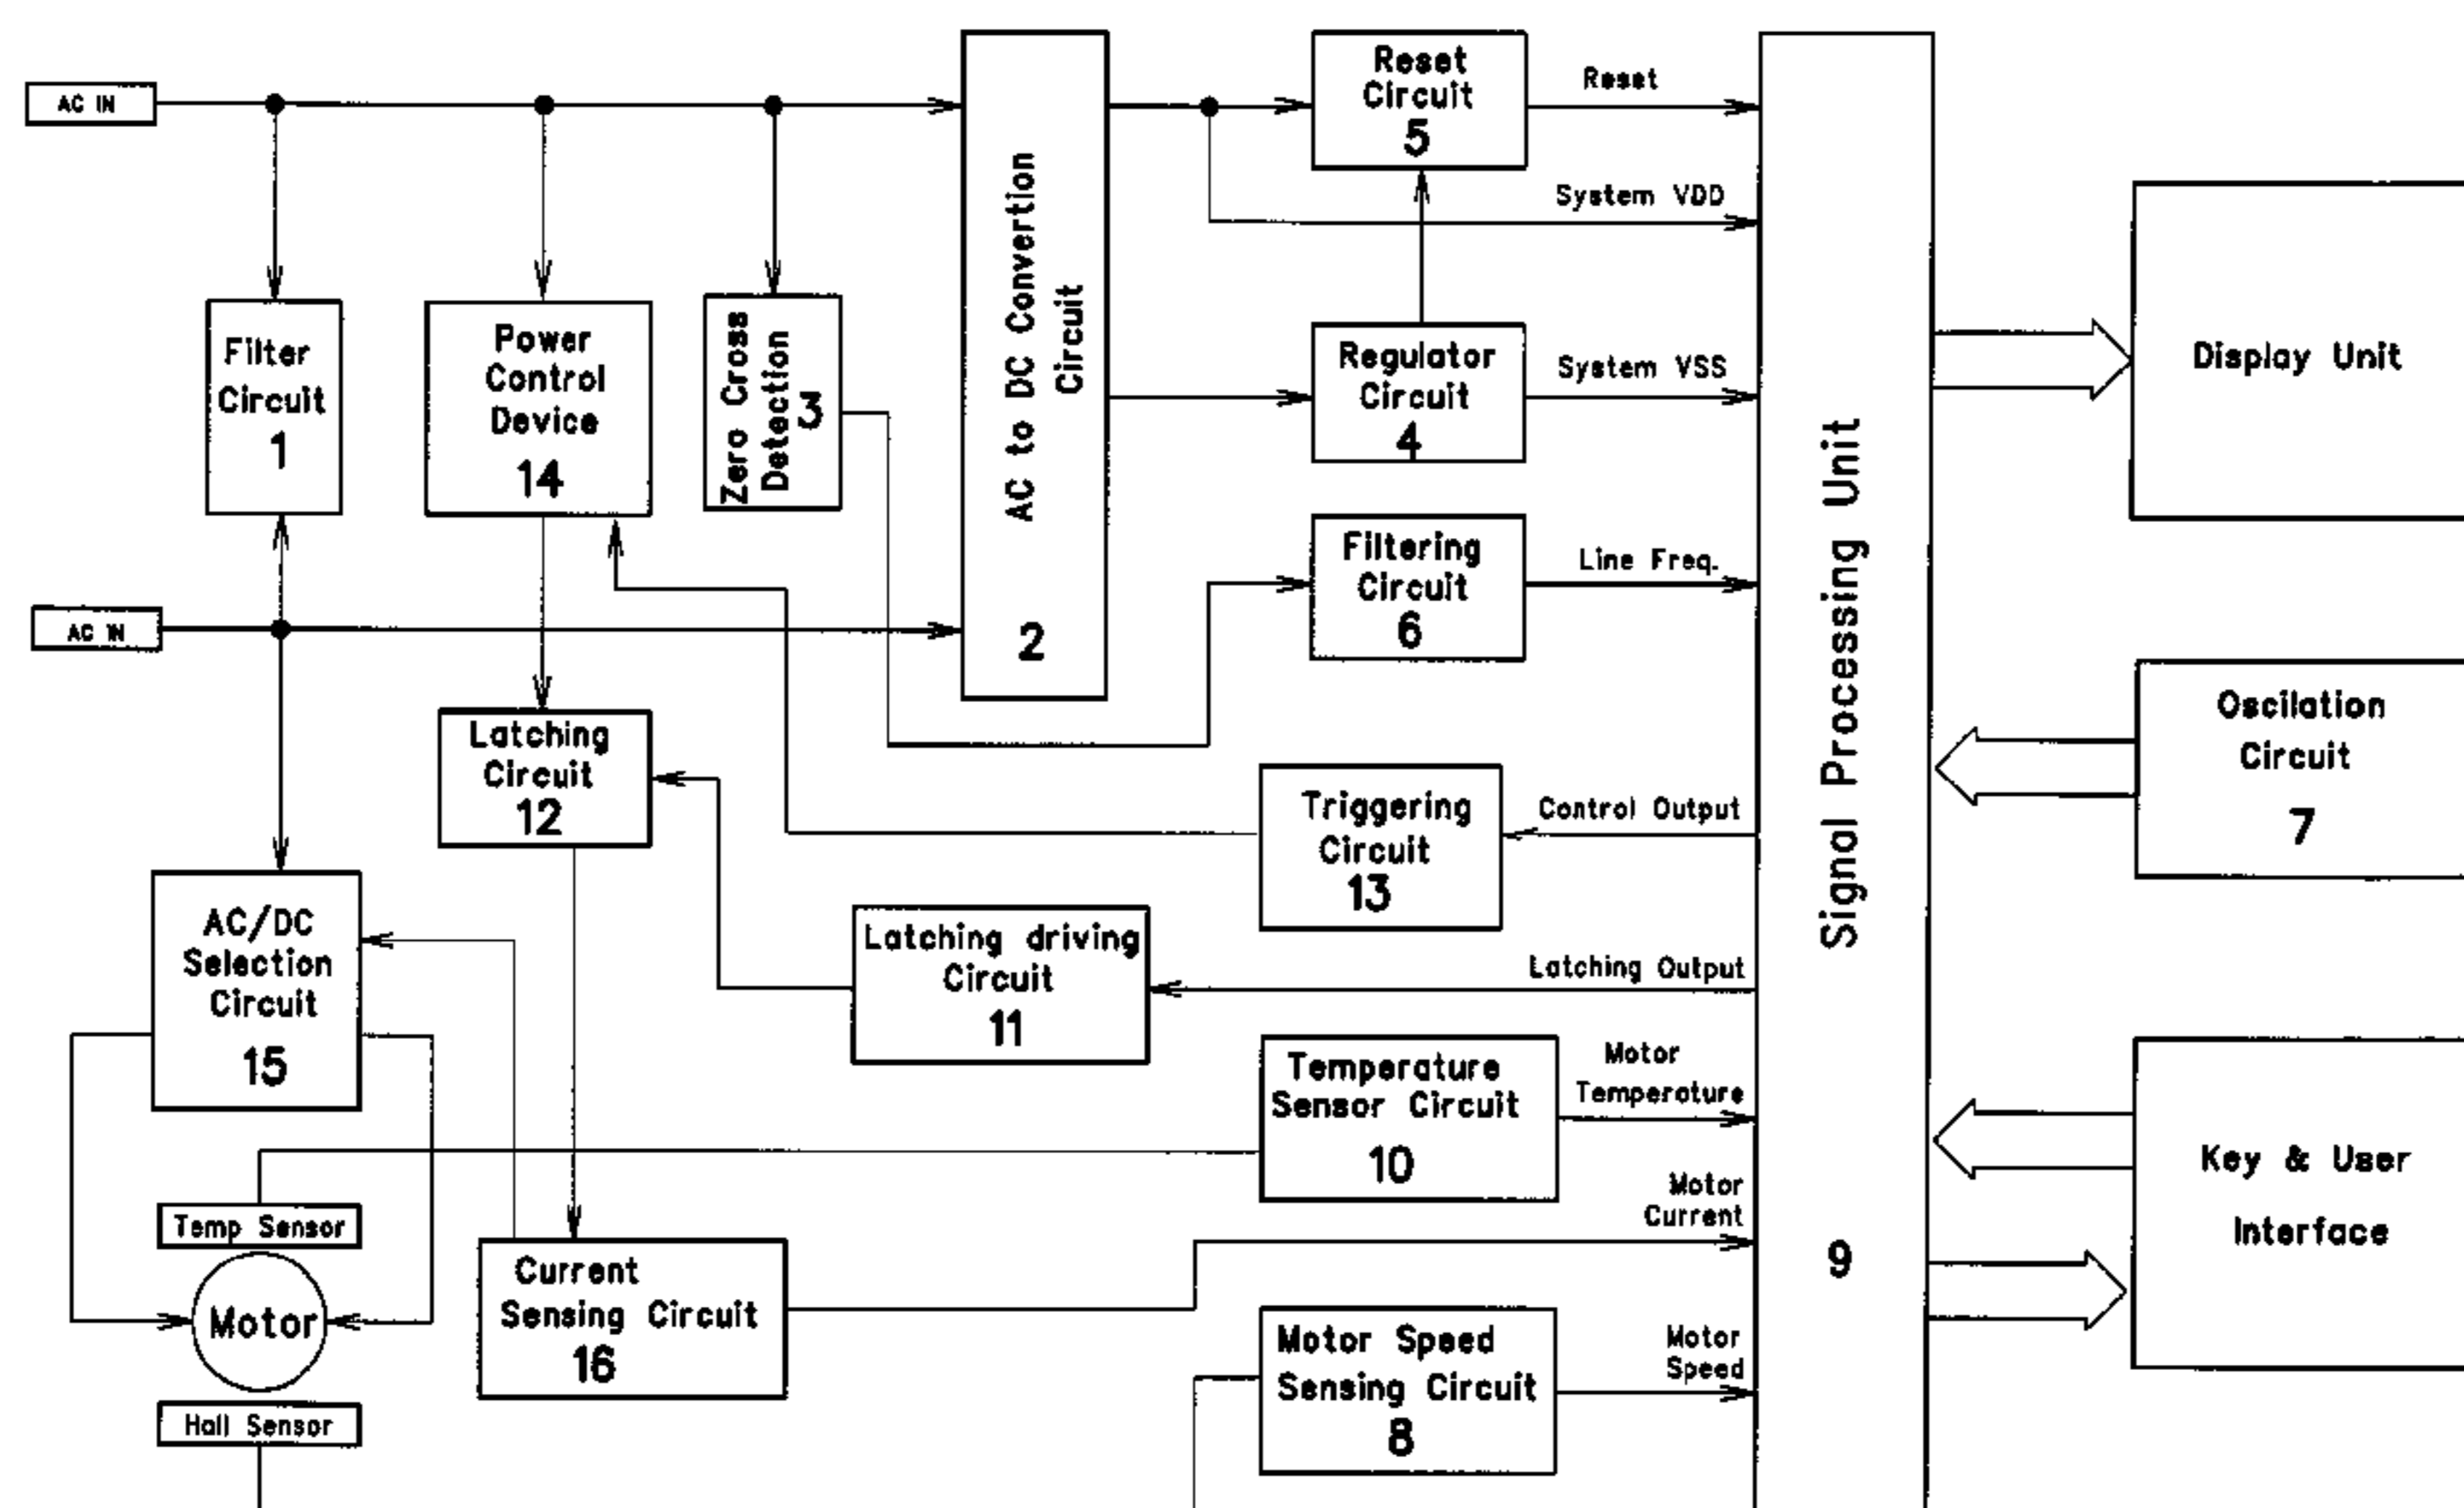 AC IN
Filter
Circuit
1
Power
Control
Device
14
Zero Cross
Detection
3
AC to DC Convertion
Circuit
2
Reset
Circuit
5
Reset
System VDD
Regulator
Circuit
4
System VSS
Filtering
Circuit
6
Line Freq.
AC IN
Latching
Circuit
12
Triggering
Circuit
13
Control Output
AC/DC
Selection
Circuit
15
Latching driving
Circuit
11
Latching Output
Temperature
Sensor Circuit
10
Motor
Temperature
Temp Sensor
Motor
Hall Sensor
Current
Sensing Circuit
16
Motor
Current
Motor Speed
Sensing Circuit
8
Motor
Speed
Signal Processing Unit
9
Display Unit
Oscilation
Circuit
7
Key & User
Interface